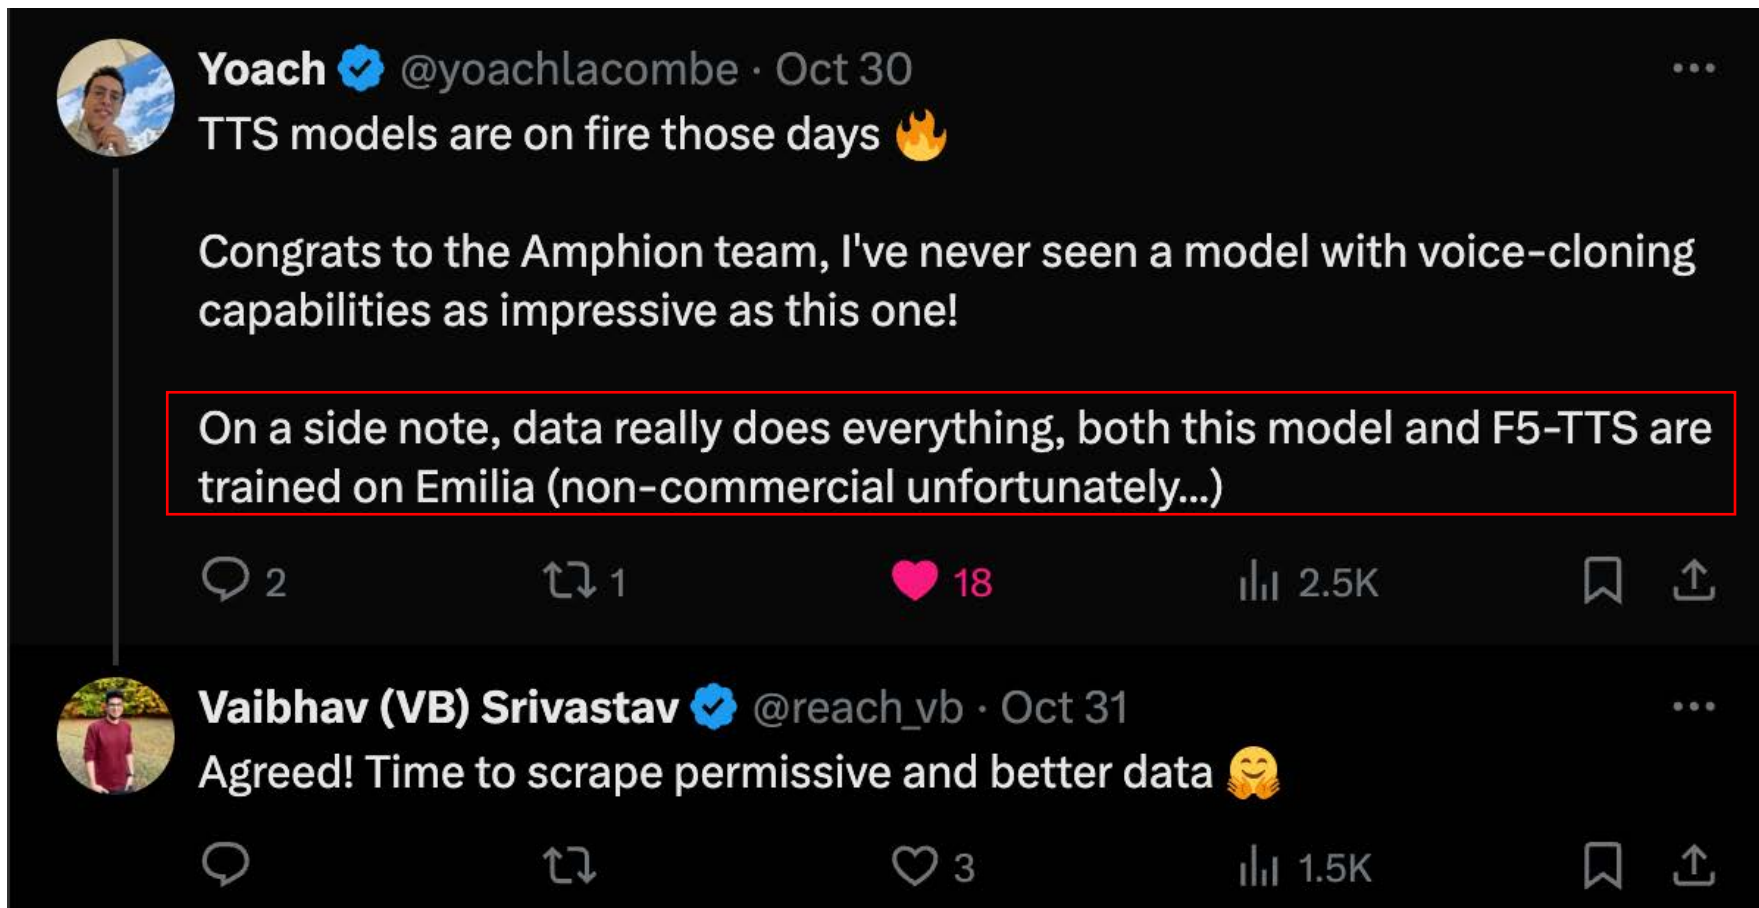 Yoach @yoachlacombe · Oct 30
TTS models are on fire those days 🔥
Congrats to the Amphion team, I've never seen a model with voice-cloning
capabilities as impressive as this one!
On a side note, data really does everything, both this model and F5-TTS are
trained on Emilia (non-commercial unfortunately...)
2 1 18 2.5K
Vaibhav (VB) Srivastav @reach_vb · Oct 31
Agreed! Time to scrape permissive and better data 🤗
3 1.5K